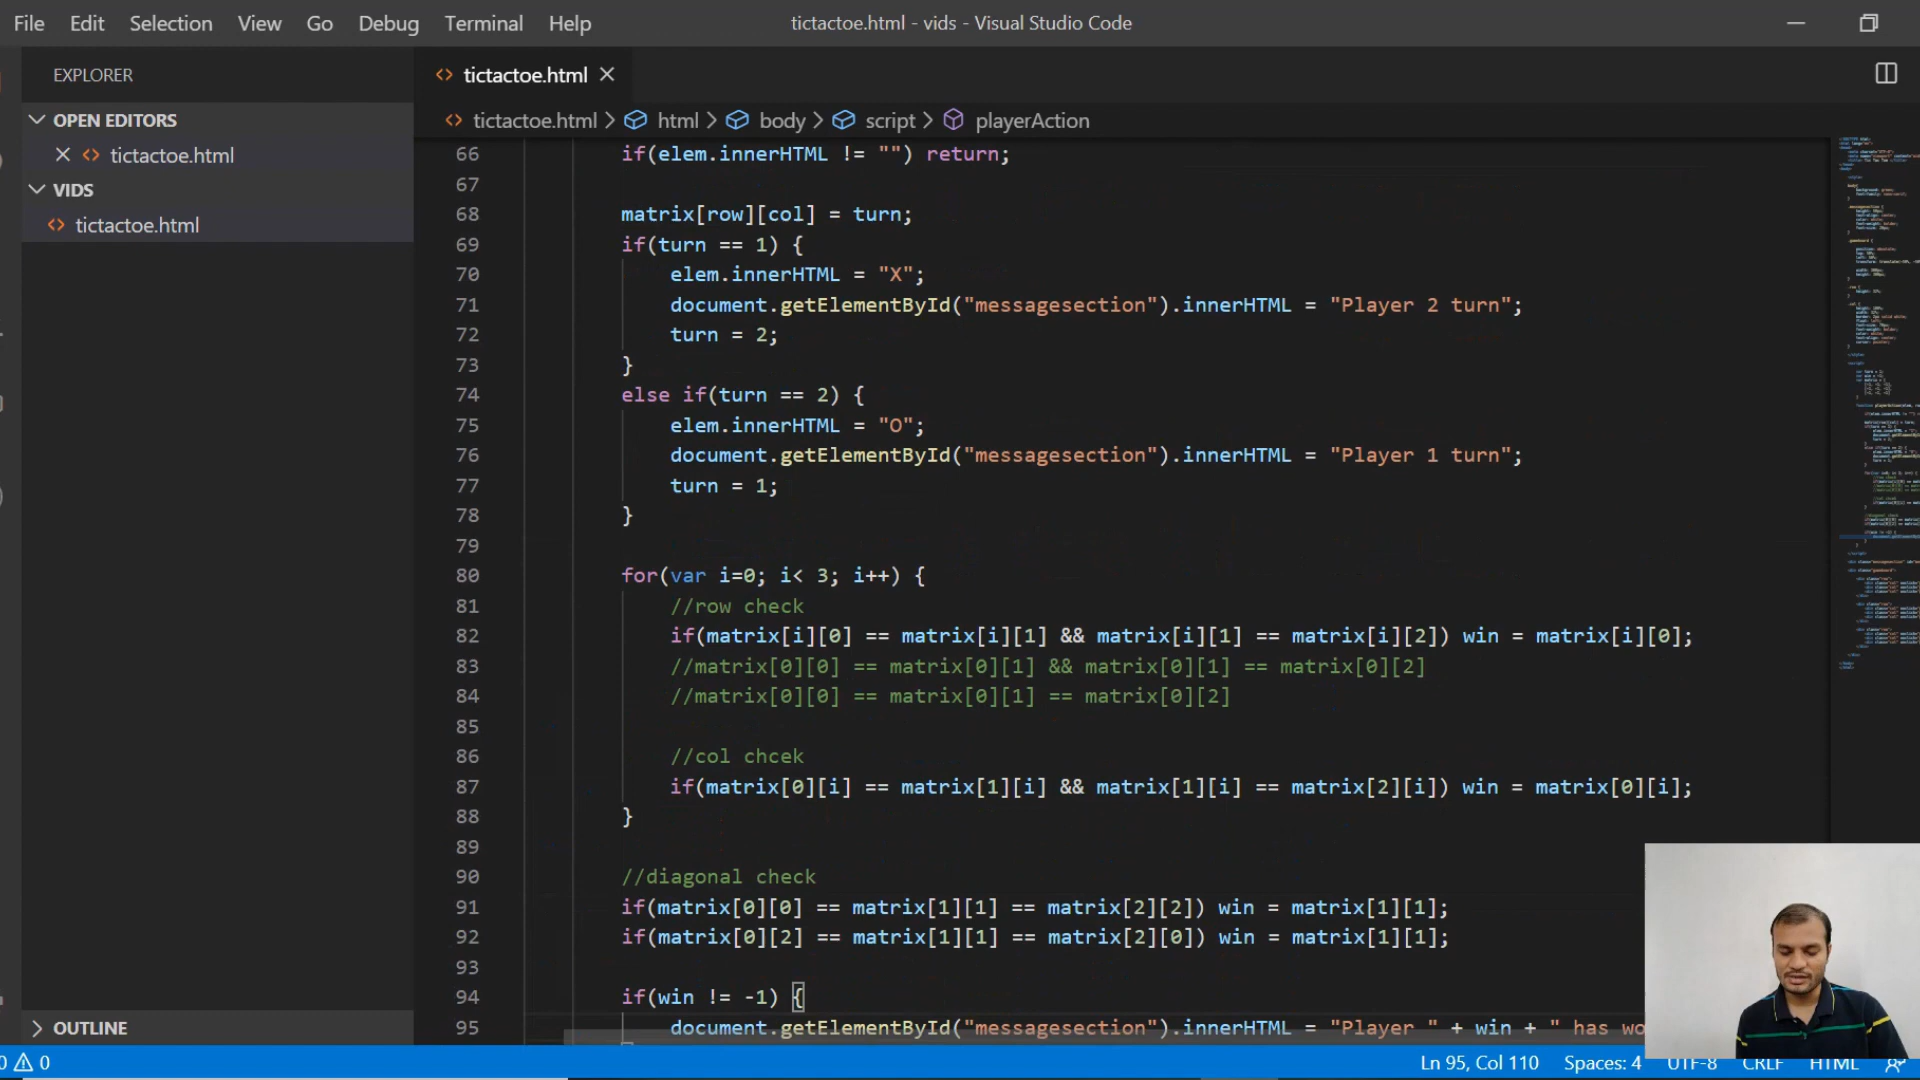 File Edit Selection View Go Debug Terminal Help
tictactoe.html - vids - Visual Studio Code
EXPLORER
OPEN EDITORS
tictactoe.html
VIDS
tictactoe.html
OUTLINE
tictactoe.html
tictactoe.html > html > body > script > playerAction
66 if(elem.innerHTML != "") return;
67
68 matrix[row][col] = turn;
69 if(turn == 1) {
70 elem.innerHTML = "X";
71 document.getElementById("messagesection").innerHTML = "Player 2 turn";
72 turn = 2;
73 }
74 else if(turn == 2) {
75 elem.innerHTML = "O";
76 document.getElementById("messagesection").innerHTML = "Player 1 turn";
77 turn = 1;
78 }
79
80 for(var i=0; i< 3; i++) {
81 //row check
82 if(matrix[i][0] == matrix[i][1] && matrix[i][1] == matrix[i][2]) win = matrix[i][0];
83 //matrix[0][0] == matrix[0][1] && matrix[0][1] == matrix[0][2]
84 //matrix[0][0] == matrix[0][1] == matrix[0][2]
85
86 //col chcek
87 if(matrix[0][i] == matrix[1][i] && matrix[1][i] == matrix[2][i]) win = matrix[0][i];
88 }
89
90 //diagonal check
91 if(matrix[0][0] == matrix[1][1] == matrix[2][2]) win = matrix[1][1];
92 if(matrix[0][2] == matrix[1][1] == matrix[2][0]) win = matrix[1][1];
93
94 if(win != -1) {
95 document.getElementById("messagesection").innerHTML = "Player " + win + " has wo
0 0 Ln 95, Col 110 Spaces: 4 UTF-8 CRLF HTML